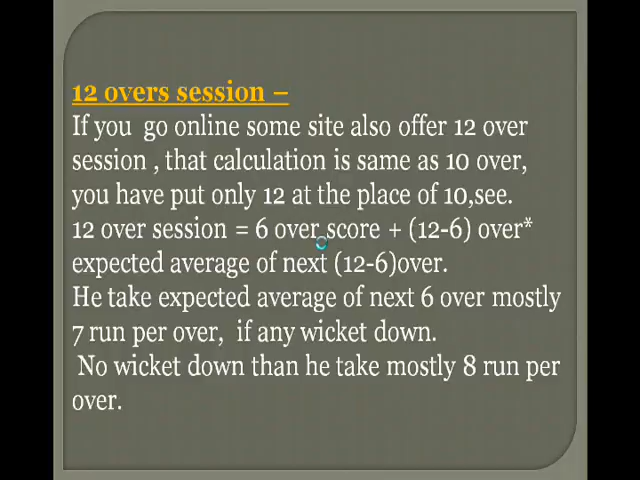 12 overs session –
If you  go online some site also offer 12 over
session , that calculation is same as 10 over,
you have put only 12 at the place of 10,see.
12 over session = 6 over score + (12-6) over*
expected average of next (12-6)over.
He take expected average of next 6 over mostly
7 run per over,  if any wicket down.
No wicket down than he take mostly 8 run per
over.